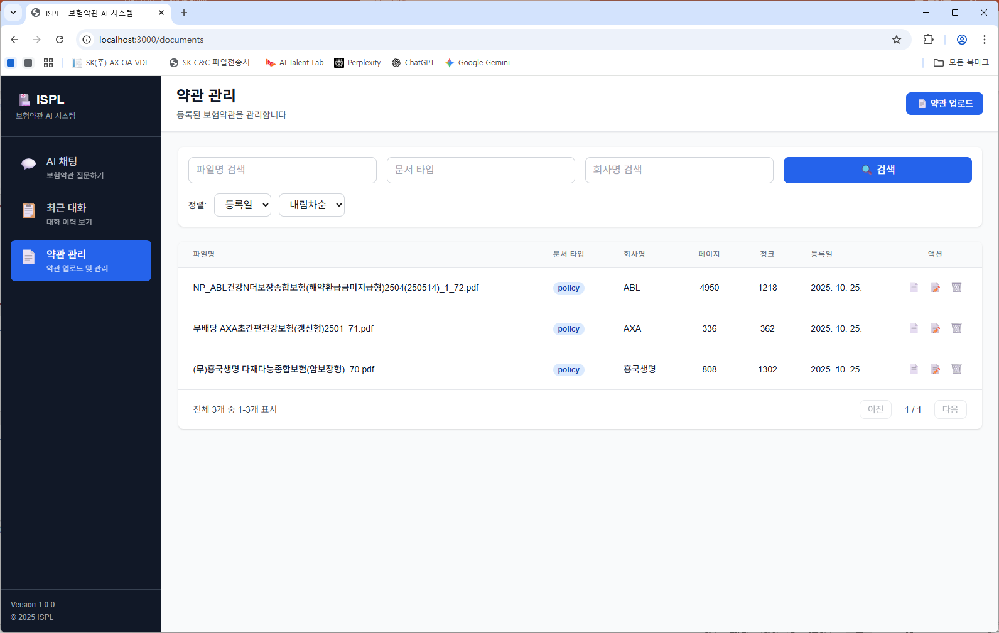 ISPL - 보험약관 AI 시스템
localhost:3000/documents
SK(주) AX OA VDI...
SK C&C 파일전송시...
AI Talent Lab
Perplexity
ChatGPT
Google Gemini
모든 북마크
ISPL
보험약관 AI 시스템
AI 채팅
보험약관 질문하기
최근 대화
대화 이력 보기
약관 관리
약관 업로드 및 관리
Version 1.0.0
© 2025 ISPL
약관 관리
등록된 보험약관을 관리합니다
약관 업로드
파일명 검색
문서 타입
회사명 검색
검색
정렬:
등록일
내림차순
파일명 문서 타입 회사명 페이지 청크 등록일 액션
NP_ABL건강N더보장종합보험(해약환급금미지급형)2504(250514)_1_72.pdf policy ABL 4950 1218 2025. 10. 25.
무배당 AXA초간편건강보험(갱신형)2501_71.pdf policy AXA 336 362 2025. 10. 25.
(무)흥국생명 다재다능종합보험(암보장형)_70.pdf policy 흥국생명 808 1302 2025. 10. 25.
전체 3개 중 1-3개 표시
이전
1 / 1
다음